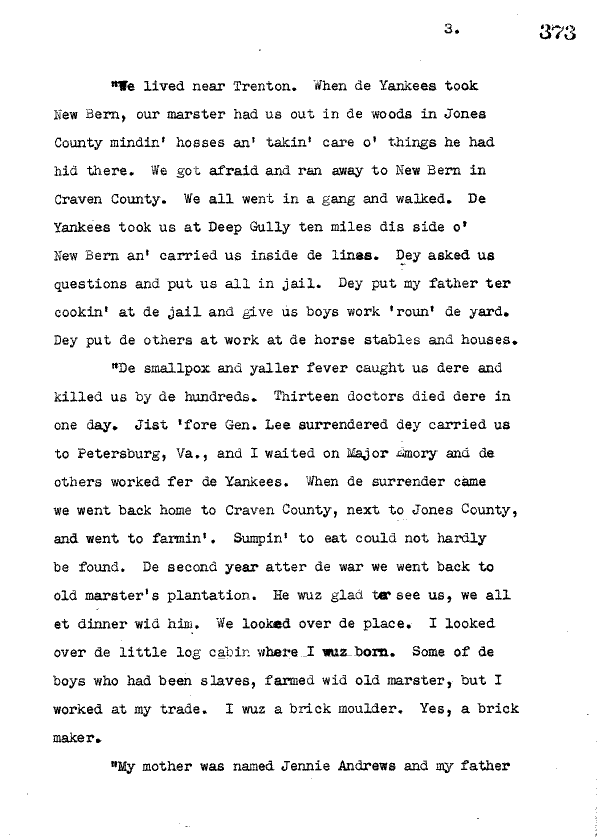 3. 373
"We lived near Trenton. When de Yankees took
New Bern, our marster had us out in de woods in Jones
County mindin' hosses an' takin' care o' things he had
hid there. We got afraid and ran away to New Bern in
Craven County. We all went in a gang and walked. De
Yankees took us at Deep Gully ten miles dis side o'
New Bern an' carried us inside de lines. Dey asked us
questions and put us all in jail. Dey put my father ter
cookin' at de jail and give us boys work 'roun' de yard.
Dey put de others at work at de horse stables and houses.
"De smallpox and yaller fever caught us dere and
killed us by de hundreds. Thirteen doctors died dere in
one day. Jist 'fore Gen. Lee surrendered dey carried us
to Petersburg, Va., and I waited on Major Emory and de
others worked fer de Yankees. When de surrender came
we went back home to Craven County, next to Jones County,
and went to farmin'. Sumpin' to eat could not hardly
be found. De second year atter de war we went back to
old marster's plantation. He wuz glad ter see us, we all
et dinner wid him. We looked over de place. I looked
over de little log cabin where I wuz born. Some of de
boys who had been slaves, farmed wid old marster, but I
worked at my trade. I wuz a brick moulder. Yes, a brick
maker.
"My mother was named Jennie Andrews and my father